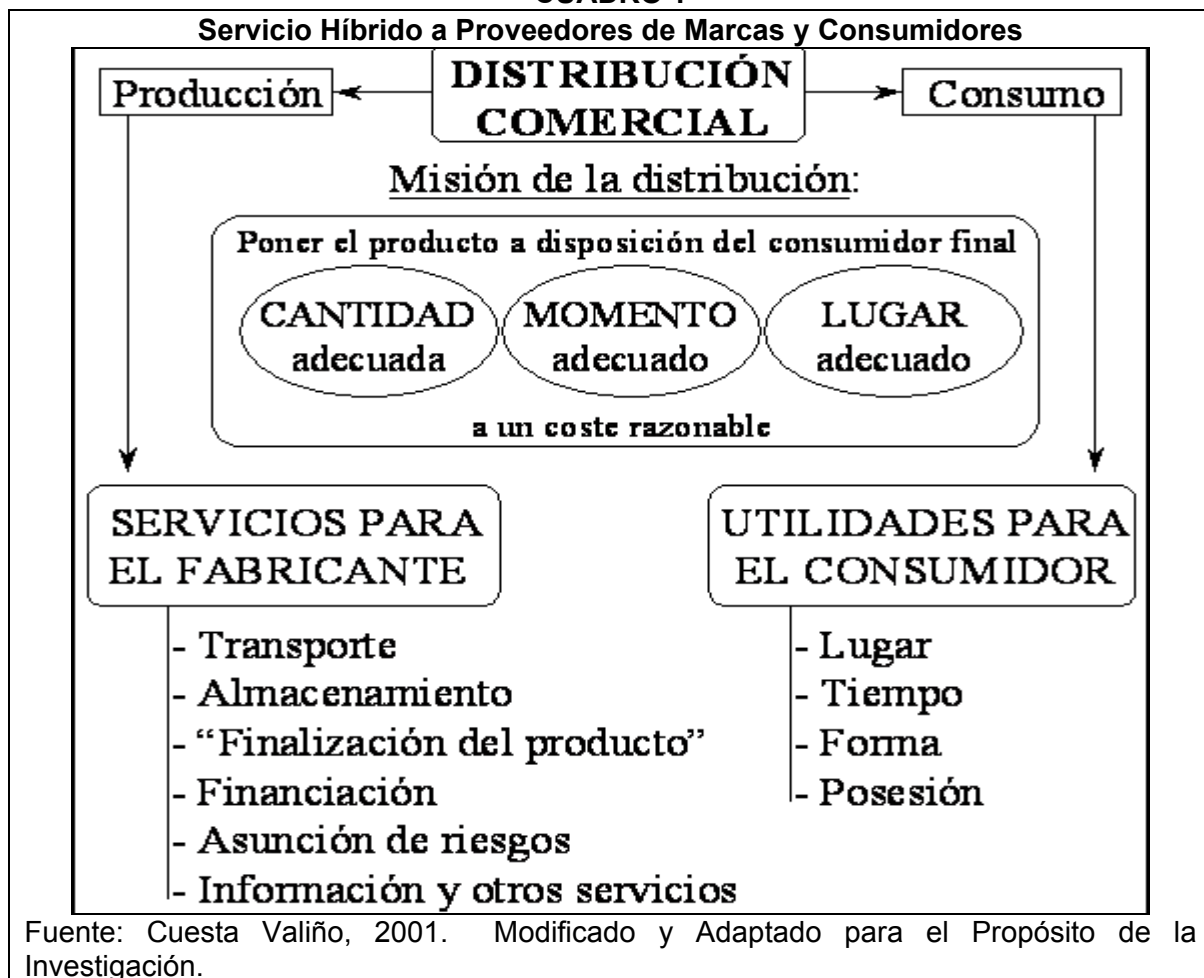 Servicio Híbrido a Proveedores de Marcas y Consumidores
Producción
DISTRIBUCIÓN
COMERCIAL
Consumo
Misión de la distribución:
Poner el producto a disposición del consumidor final
CANTIDAD
adecuada
MOMENTO
adecuado
LUGAR
adecuado
a un coste razonable
SERVICIOS PARA
EL FABRICANTE
- Transporte
- Almacenamiento
- “Finalización del producto”
- Financiación
- Asunción de riesgos
- Información y otros servicios
UTILIDADES PARA
EL CONSUMIDOR
- Lugar
- Tiempo
- Forma
- Posesión
Fuente: Cuesta Valiño, 2001. Modificado y Adaptado para el Propósito de la
Investigación.